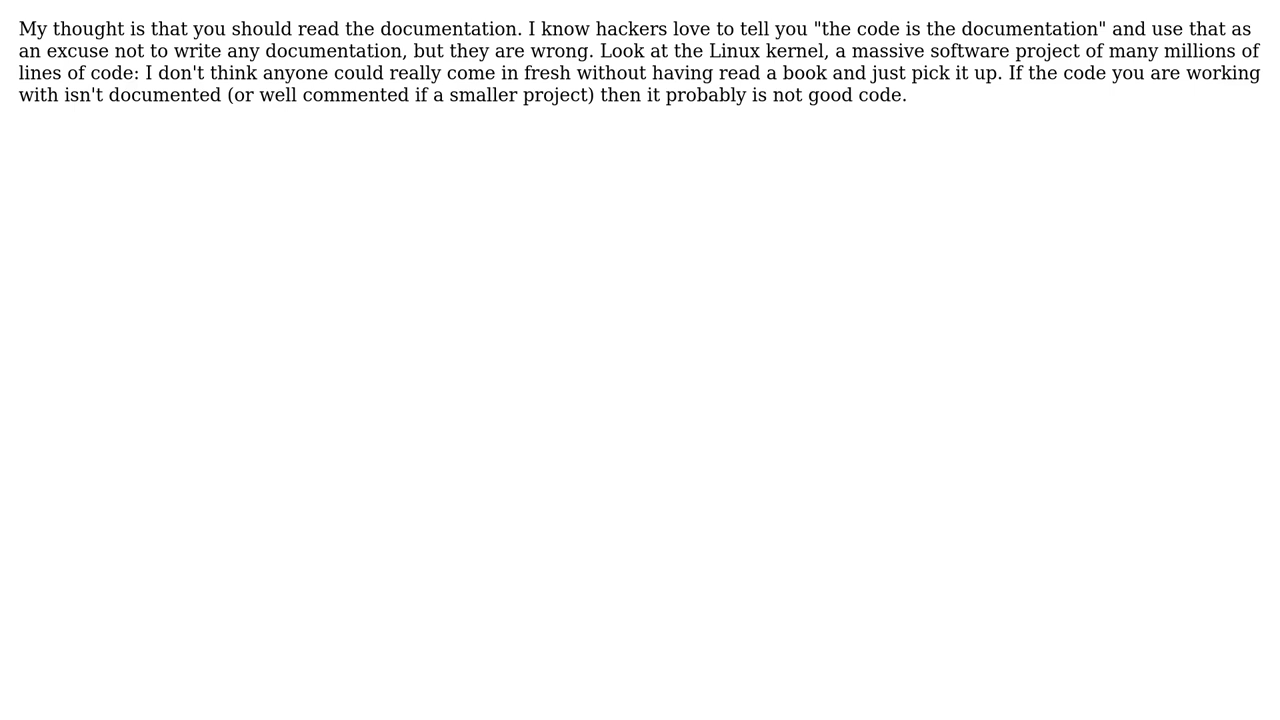 My thought is that you should read the documentation. I know hackers love to tell you "the code is the documentation" and use that as
an excuse not to write any documentation, but they are wrong. Look at the Linux kernel, a massive software project of many millions of
lines of code: I don't think anyone could really come in fresh without having read a book and just pick it up. If the code you are working
with isn't documented (or well commented if a smaller project) then it probably is not good code.